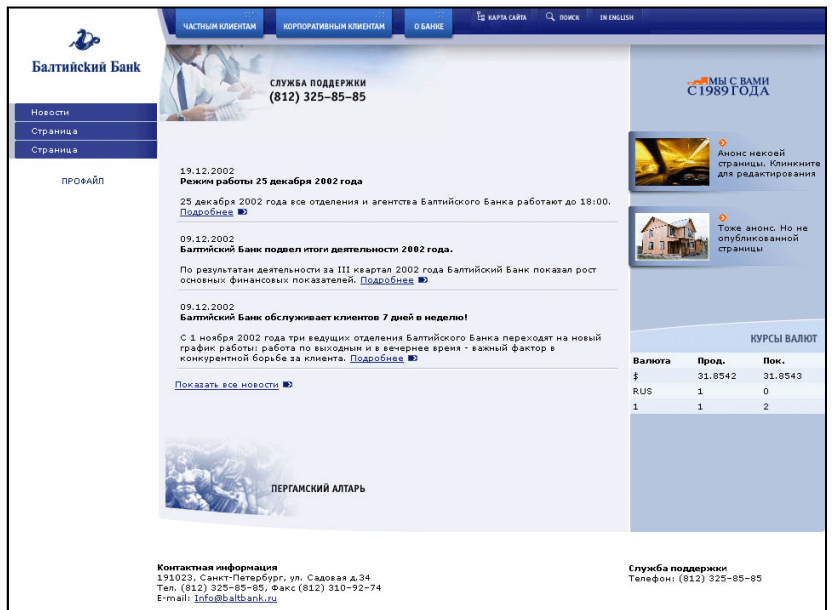 ЧАСТНЫМ КЛИЕНТАМ
КОРПОРАТИВНЫМ КЛИЕНТАМ
О БАНКЕ
КАРТА САЙТА
ПОИСК
IN ENGLISH
Балтийский Банк
Новости
Страница
Страница
ПРОФАЙЛ
СЛУЖБА ПОДДЕРЖКИ
(812) 325–85–85
МЫ С ВАМИ
С 1989 ГОДА
19.12.2002
Режим работы 25 декабря 2002 года
25 декабря 2002 года все отделения и агентства Балтийского Банка работают до 18:00.
Подробнее
09.12.2002
Балтийский Банк подвел итоги деятельности 2002 года.
По результатам деятельности за III квартал 2002 года Балтийский Банк показал рост
основных финансовых показателей. Подробнее
09.12.2002
Балтийский Банк обслуживает клиентов 7 дней в неделю!
С 1 ноября 2002 года три ведущих отделения Балтийского Банка переходят на новый
график работы: работа по выходным и в вечернее время - важный фактор в
конкурентной борьбе за клиента. Подробнее
Показать все новости
ПЕРГАМСКИЙ АЛТАРЬ
Анонс некоей
страницы. Клинкните
для редактирования
Тоже анонс. Но не
опубликованной
страницы
КУРСЫ ВАЛЮТ
Валюта Прод. Пок.
$ 31.8542 31.8543
RUS 1 0
1 1 2
Контактная информация
191023, Санкт-Петербург, ул. Садовая д.34
Тел. (812) 325–85–85, Факс (812) 310–92–74
E-mail: Info@baltbank.ru
Служба поддержки
Телефон: (812) 325–85–85